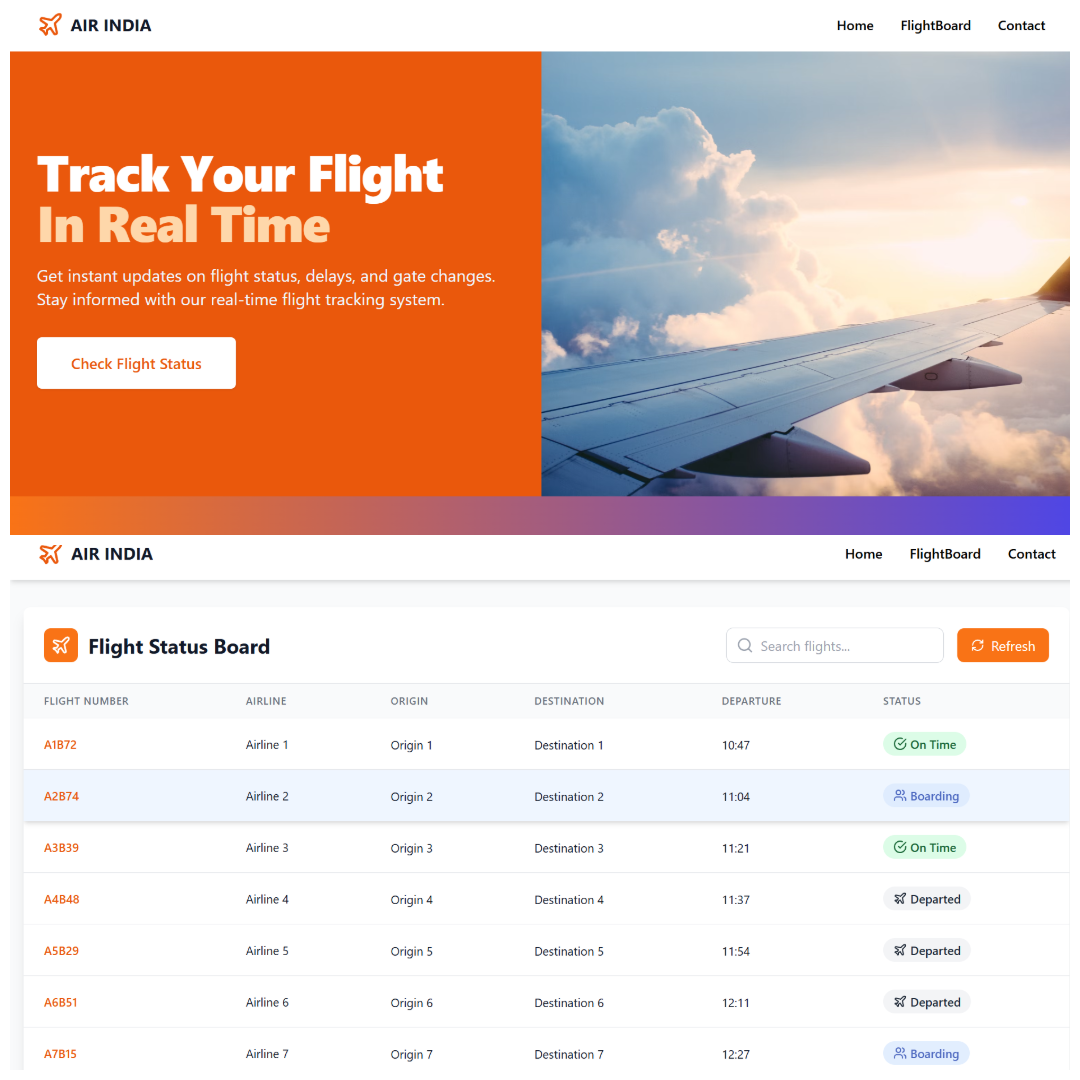 AIR INDIA
Home FlightBoard Contact
Track Your Flight
In Real Time
Get instant updates on flight status, delays, and gate changes.
Stay informed with our real-time flight tracking system.
Check Flight Status
AIR INDIA
Home FlightBoard Contact
Flight Status Board
Search flights...
Refresh
FLIGHT NUMBER AIRLINE ORIGIN DESTINATION DEPARTURE STATUS
A1B72 Airline 1 Origin 1 Destination 1 10:47 On Time
A2B74 Airline 2 Origin 2 Destination 2 11:04 Boarding
A3B39 Airline 3 Origin 3 Destination 3 11:21 On Time
A4B48 Airline 4 Origin 4 Destination 4 11:37 Departed
A5B29 Airline 5 Origin 5 Destination 5 11:54 Departed
A6B51 Airline 6 Origin 6 Destination 6 12:11 Departed
A7B15 Airline 7 Origin 7 Destination 7 12:27 Boarding